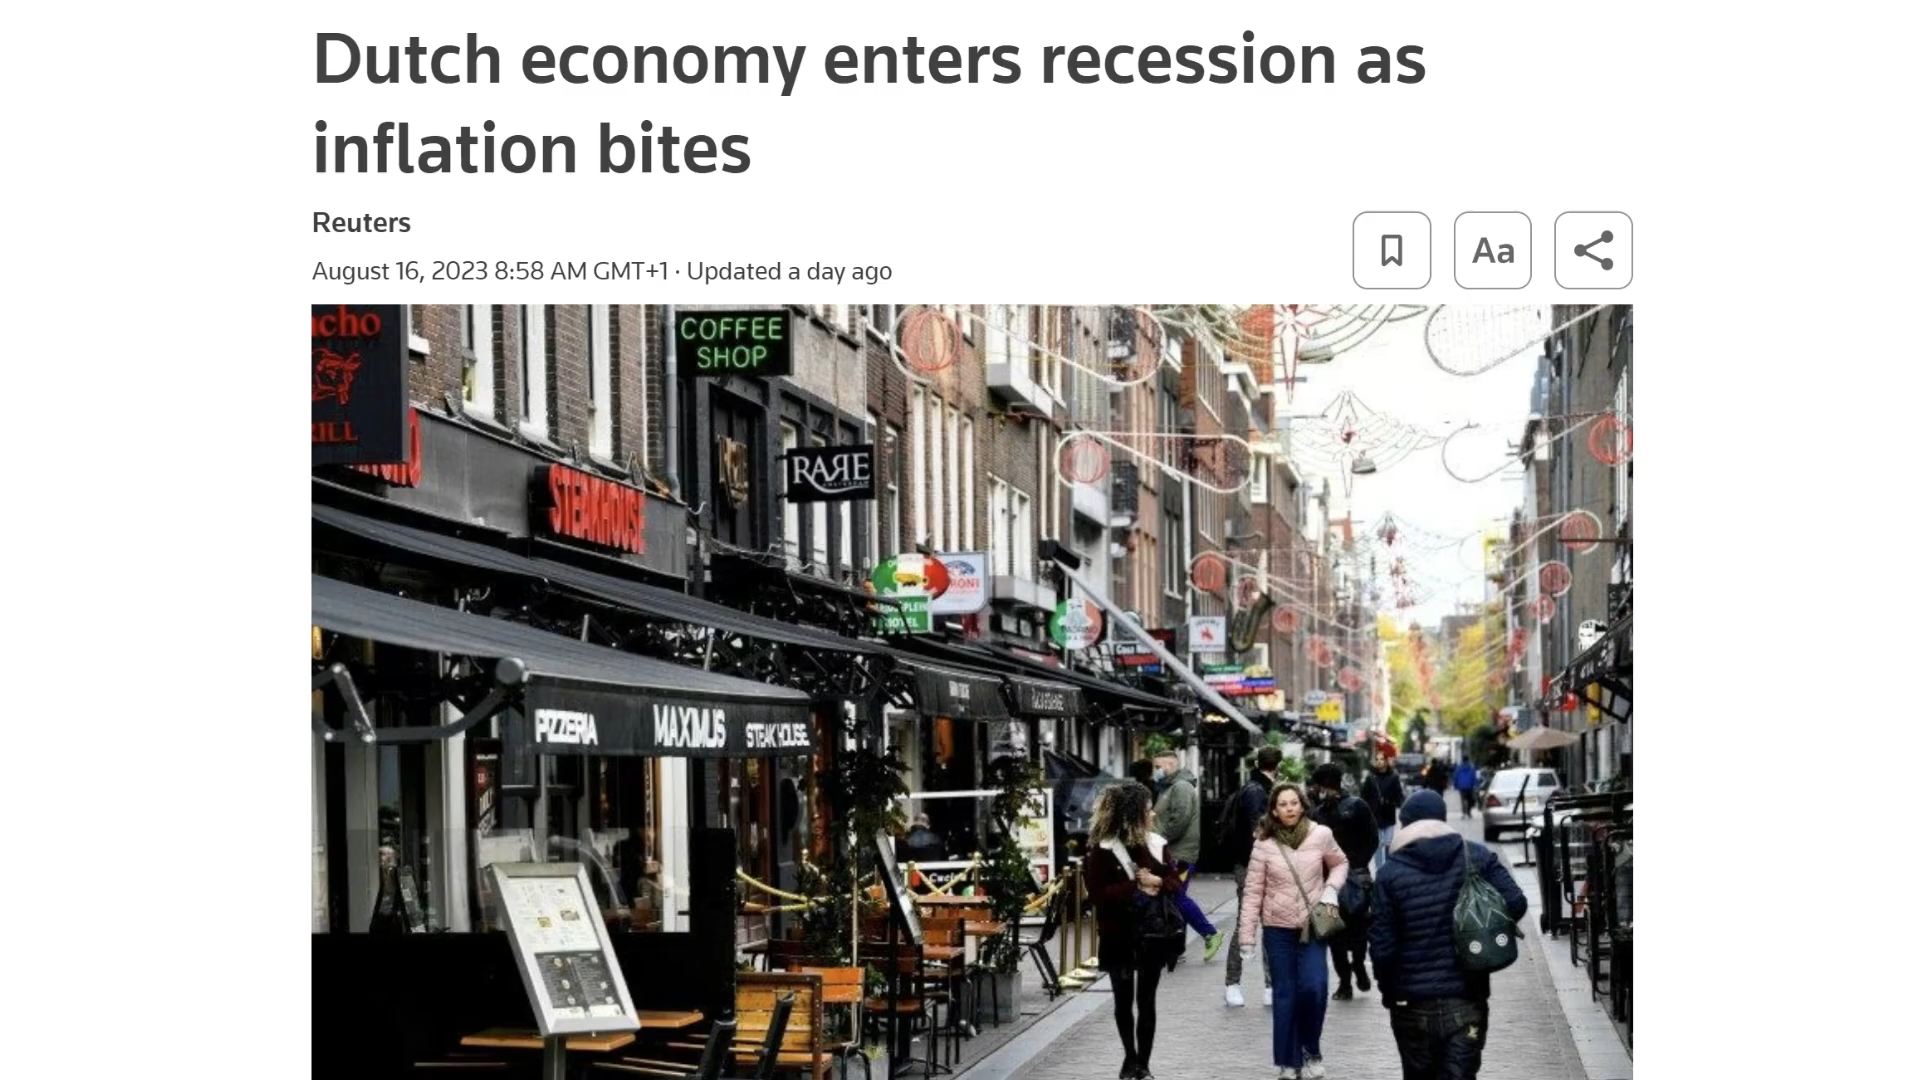 Dutch economy enters recession as
inflation bites
Reuters
August 16, 2023 8:58 AM GMT+1 · Updated a day ago
Aa
COFFEE
SHOP
RARE
AMSTERDAM
STEAKHOUSE
PIZZERIA MAXIMUS STEAKHOUSE